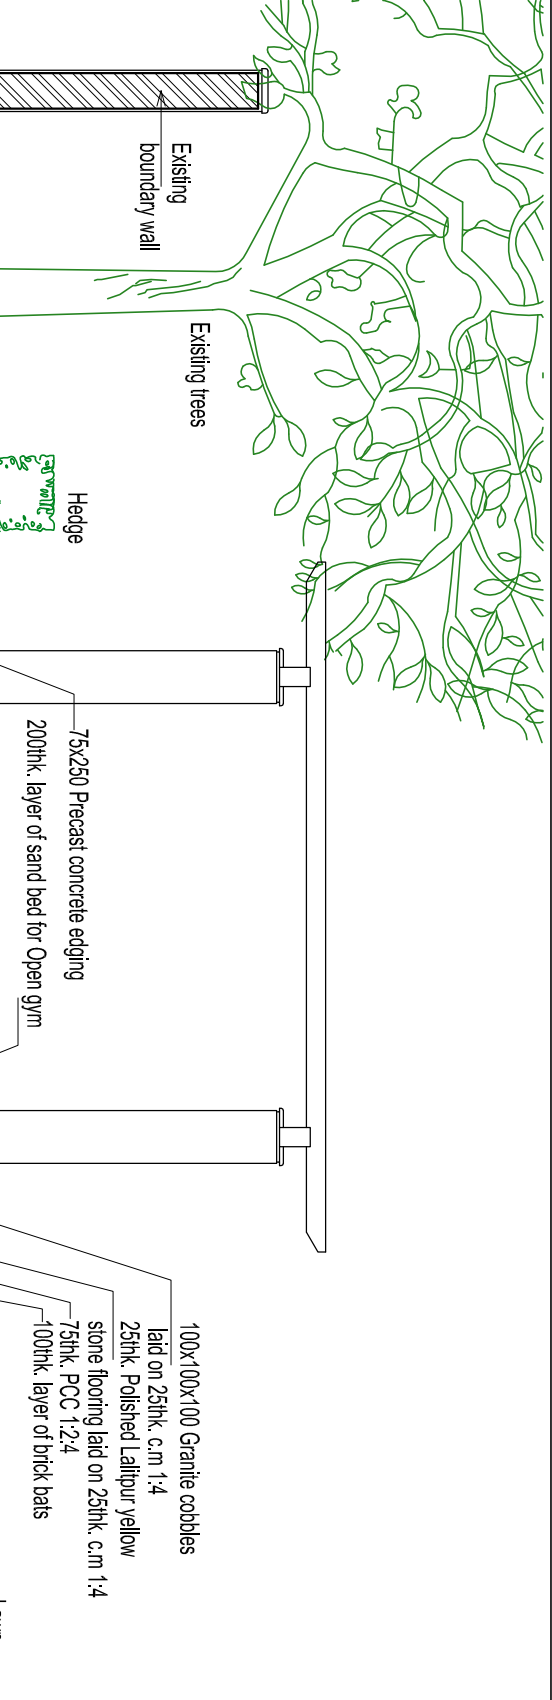 Existing
boundary wall
Existing trees
Hedge
75x250 Precast concrete edging
200thk. layer of sand bed for Open gym
100x100x100 Granite cobbles
laid on 25thk. c.m 1:4
25thk. Polished Lalitpur yellow
stone flooring laid on 25thk. c.m 1:4
75thk. PCC 1:2:4
100thk. layer of brick bats